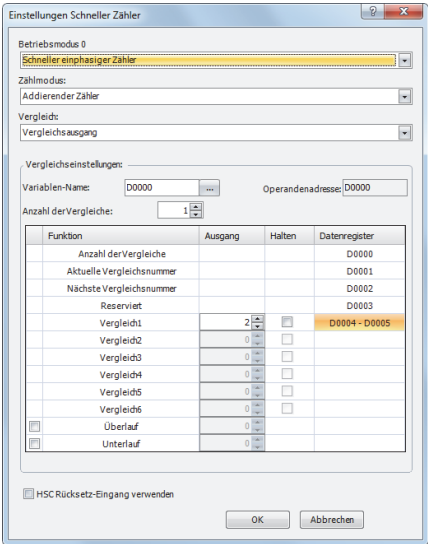 Einstellungen Schneller Zähler
Betriebsmodus 0
Schneller einphasiger Zähler
Zählmodus:
Addierender Zähler
Vergleich:
Vergleichsausgang
Vergleichseinstellungen:
Variablen-Name: D0000 ... Operandenadresse: D0000
Anzahl derVergleiche: 1
Funktion Ausgang Halten Datenregister
Anzahl derVergleiche D0000
Aktuelle Vergleichsnummer D0001
Nächste Vergleichsnummer D0002
Reserviert D0003
Vergleich1 2 D0004 - D0005
Vergleich2 0
Vergleich3 0
Vergleich4 0
Vergleich5 0
Vergleich6 0
Überlauf 0
Unterlauf 0
HSC Rücksetz-Eingang verwenden
OK Abbrechen